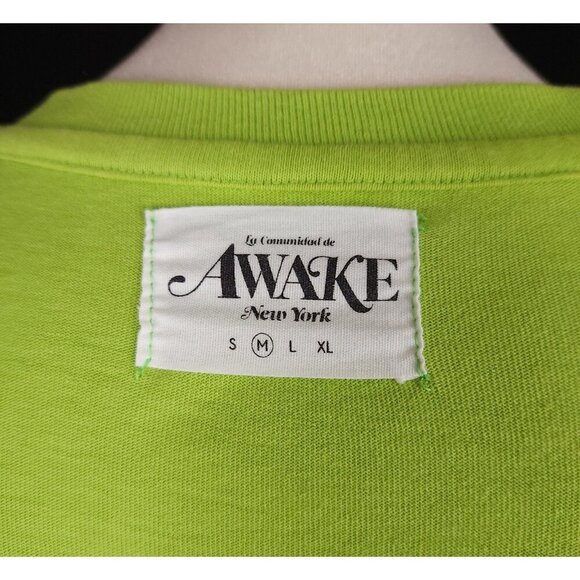 La Comunidad de
AWAKE
New York
S M L XL